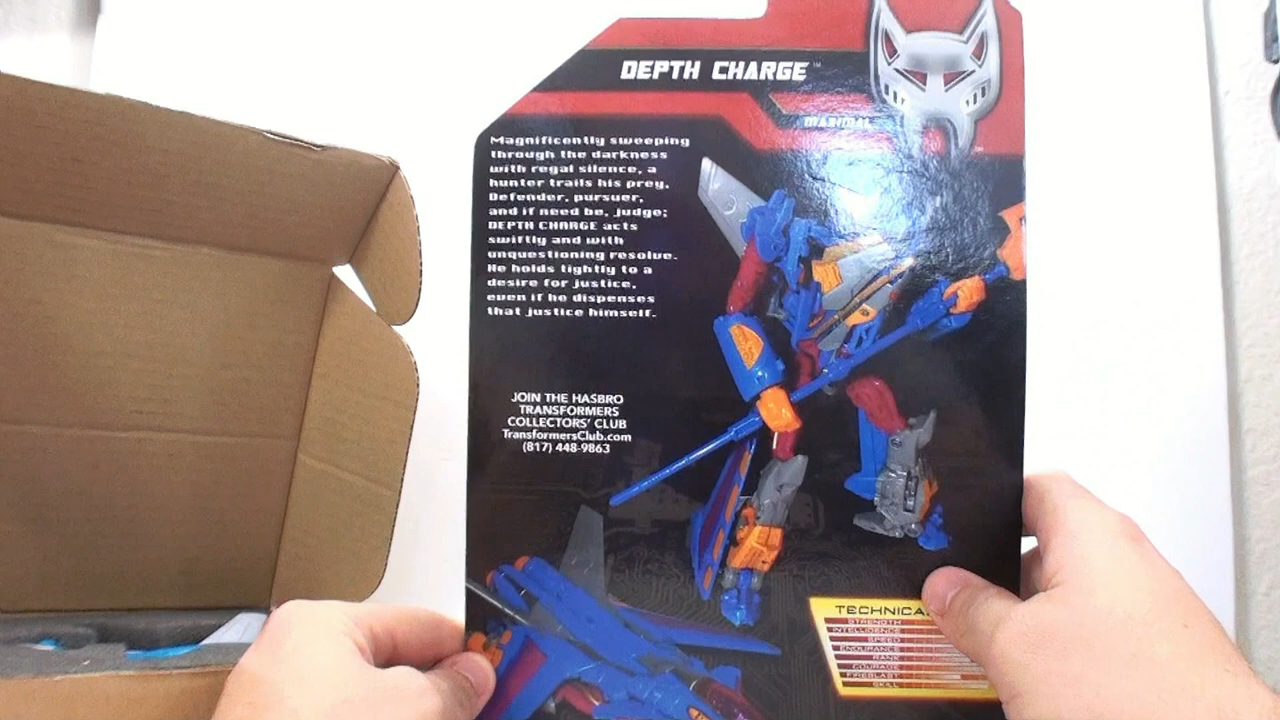 DEPTH CHARGE™
MAXIMAL
Magnificently sweeping
through the darkness
with regal silence, a
hunter trails his prey.
Defender, pursuer,
and if need be, judge;
DEPTH CHARGE acts
swiftly and with
unquestioning resolve.
He holds tightly to a
desire for justice,
even if he dispenses
that justice himself.
JOIN THE HASBRO
TRANSFORMERS
COLLECTORS' CLUB
TransformersClub.com
(817) 448-9863
TECHNICA
STRENGTH
INTELLIGENCE
SPEED
ENDURANCE
RANK
COURAGE
FIREBLAST
SKILL